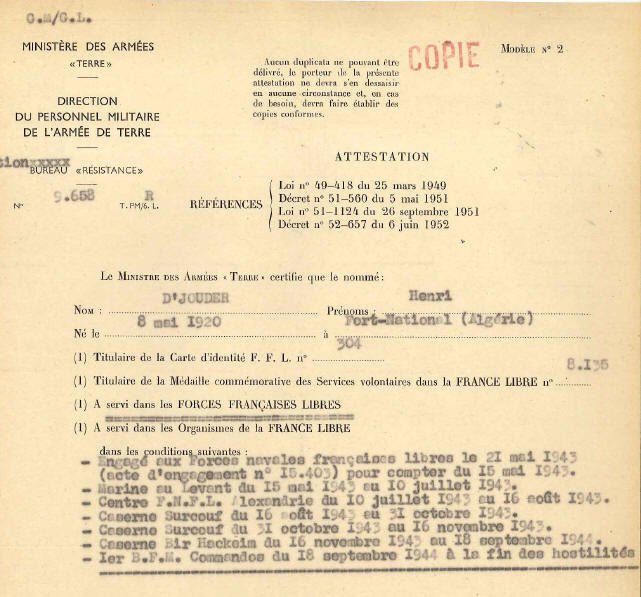 G.M/G.L.
MINISTÈRE DES ARMÉES
«TERRE»
DIRECTION
DU PERSONNEL MILITAIRE
DE L'ARMÉE DE TERRE
tionxxxxx
BUREAU «RÉSISTANCE»
9.658 R
N° T. PM/6. L.
Aucun duplicata ne pouvant être
délivré, le porteur de la présente
attestation ne devra s'en dessaisir
en aucune circonstance et, en cas
de besoin, devra faire établir des
copies conformes.
COPIE
MODÈLE N° 2
ATTESTATION
RÉFÉRENCES
Loi n° 49-418 du 25 mars 1949
Décret n° 51-560 du 5 mai 1951
Loi n° 51-1124 du 26 septembre 1951
Décret n° 52-657 du 6 juin 1952
Le MINISTRE DES ARMÉES «TERRE» certifie que le nommé :
NOM : D'JOUDER Prénoms : Henri
Né le 8 mai 1920 à Fort-National (Algérie)
(1) Titulaire de la Carte d'identité F. F. L. n° 304
(1) Titulaire de la Médaille commémorative des Services volontaires dans la FRANCE LIBRE n° 8.135
(1) A servi dans les FORCES FRANÇAISES LIBRES
(1) A servi dans les Organismes de la FRANCE LIBRE
dans les conditions suivantes :
- Engagé aux Forces navales françaises libres le 21 mai 1943
(acte d'engagement n° 15.403) pour compter du 15 mai 1943.
- Marine au Levant du 15 mai 1943 au 10 juillet 1943.
- Centre F.N.F.L. Alexandrie du 10 juillet 1943 au 16 août 1943.
- Caserne Surcouf du 16 août 1943 au 31 octobre 1943.
- Caserne Surcouf du 31 octobre 1943 au 16 novembre 1943.
- Caserne Bir Hackeim du 16 novembre 1943 au 18 septembre 1944.
- Ier B.F.M. Commandos du 18 septembre 1944 à la fin des hostilités